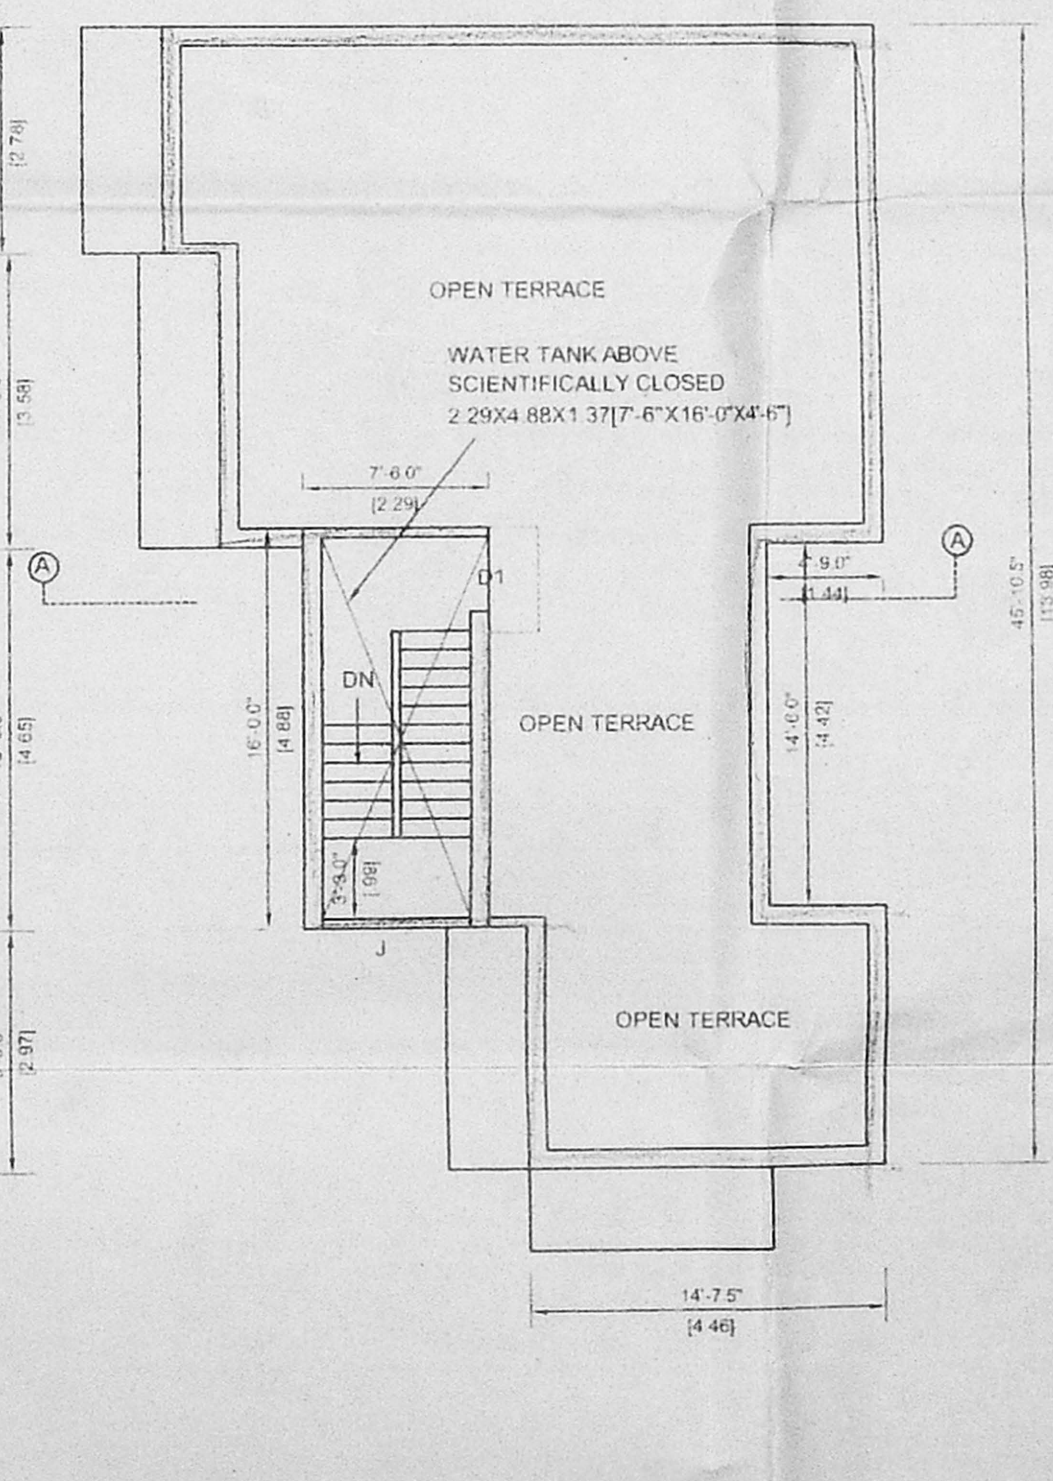 [2.78]
OPEN TERRACE
WATER TANK ABOVE
SCIENTIFICALLY CLOSED
2.29X4.88X1.37[7'-6"X16'-0"X4'-6"]
[3.58]
7'-6.0"
[2.29]
A
D1
A
4'-9.0"
[1.44]
45'-10.5"
[13.98]
DN
16'-0.0"
[4.88]
OPEN TERRACE
14'-6.0"
[4.42]
[4.65]
3'-3.0"
J
OPEN TERRACE
[2.97]
14'-7.5"
[4.46]